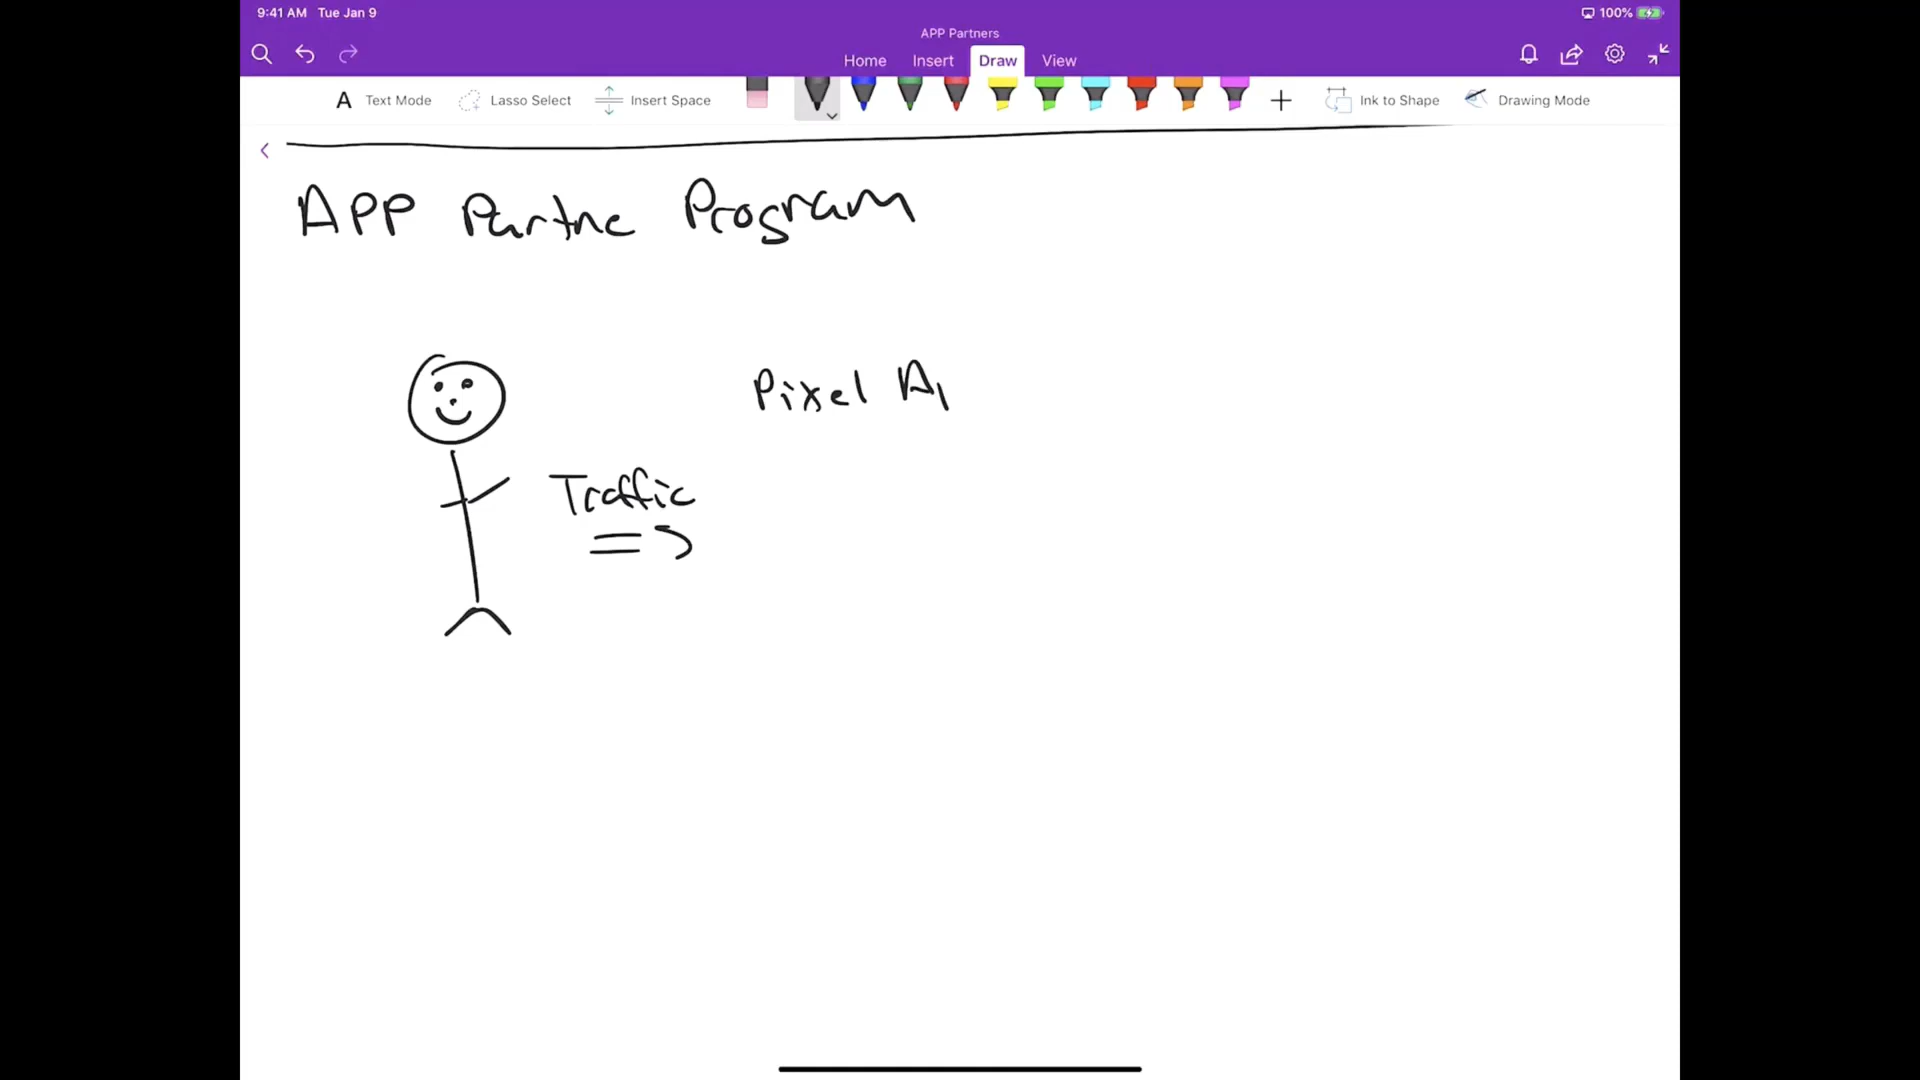 9:41 AM Tue Jan 9
100%
APP Partners
Home Insert Draw View
A Text Mode Lasso Select Insert Space Ink to Shape Drawing Mode
APP Partne Program
Pixel A
Traffic